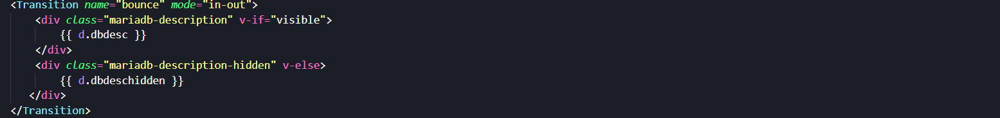 <Transition name="bounce" mode="in-out">
<div class="mariadb-description" v-if="visible">
{{ d.dbdesc }}
</div>
<div class="mariadb-description-hidden" v-else>
{{ d.dbdeschidden }}
</div>
</Transition>